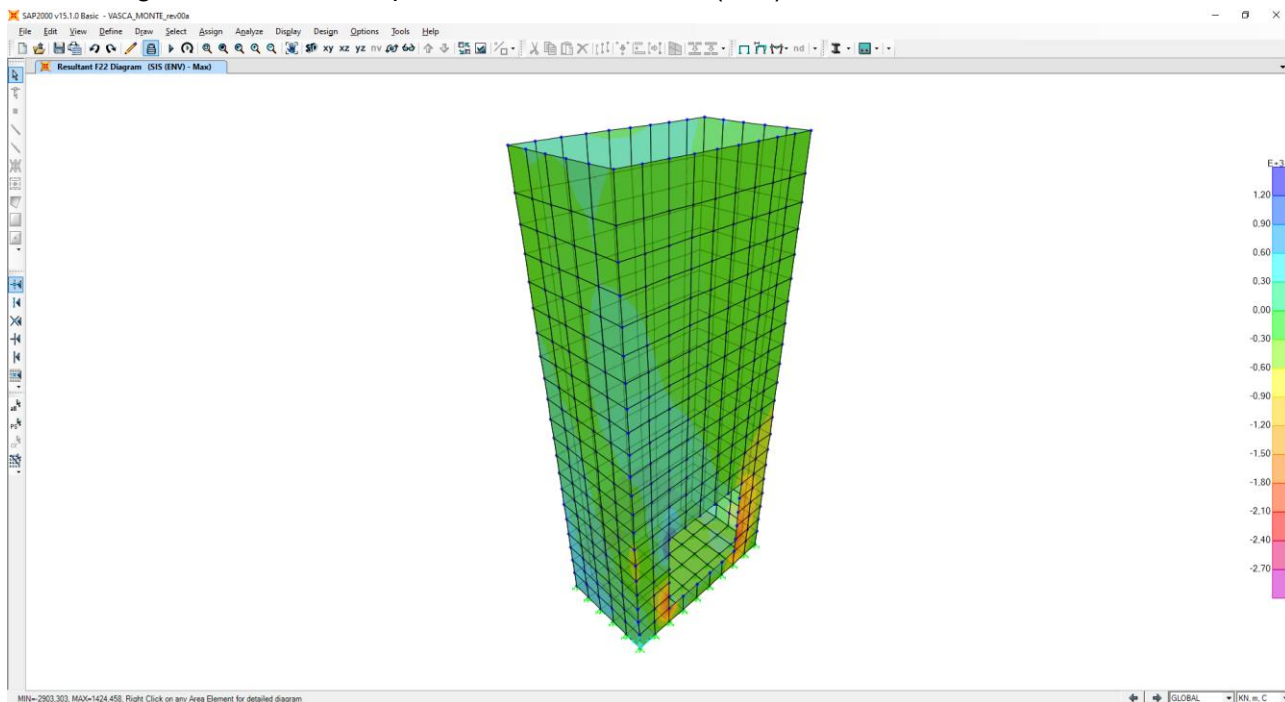 SAP2000 v15.1.0 Basic - VASCA_MONTE_rev00a
File Edit View Define Draw Select Assign Analyze Display Design Options Tools Help
xy xz yz nv nd
Resultant F22 Diagram (SIS (ENV) - Max)
E+3
1.20
0.90
0.60
0.30
0.00
-0.30
-0.60
-0.90
-1.20
-1.50
-1.80
-2.10
-2.40
-2.70
MIN=-2903.303, MAX=1424.458, Right Click on any Area Element for detailed diagram
GLOBAL
KN, m, C